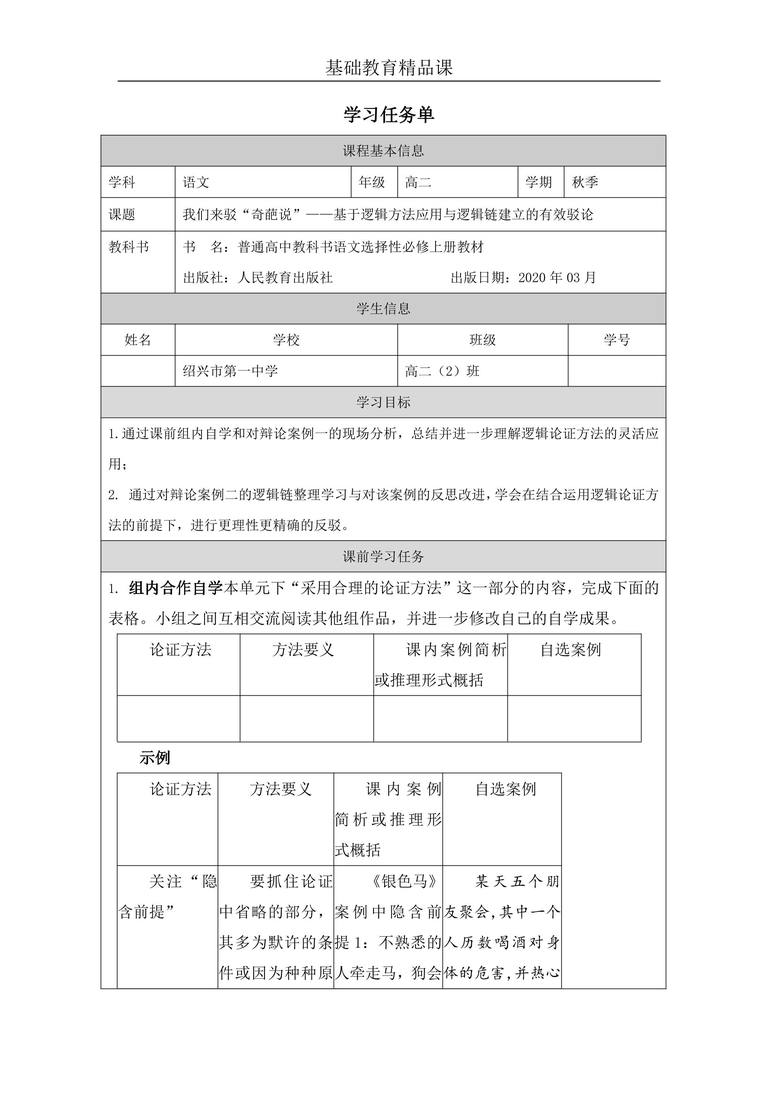 基础教育精品课
学习任务单
课程基本信息
学科 语文 年级 高二 学期 秋季
课题 我们来驳“奇葩说”——基于逻辑方法应用与逻辑链建立的有效驳论
教科书 书 名：普通高中教科书语文选择性必修上册教材
出版社：人民教育出版社 出版日期：2020 年 03 月
学生信息
姓名 学校 班级 学号
绍兴市第一中学 高二（2）班
学习目标
1.通过课前组内自学和对辩论案例一的现场分析，总结并进一步理解逻辑论证方法的灵活应
用；
2. 通过对辩论案例二的逻辑链整理学习与对该案例的反思改进，学会在结合运用逻辑论证方
法的前提下，进行更理性更精确的反驳。
课前学习任务
1. 组内合作自学本单元下“采用合理的论证方法”这一部分的内容，完成下面的
表格。小组之间互相交流阅读其他组作品，并进一步修改自己的自学成果。
论证方法 方法要义 课内案例简析 自选案例
或推理形式概括
示例
论证方法 方法要义 课内案例 自选案例
简析或推理形
式概括
关注“隐 要抓住论证 《银色马》 某天五个朋
含前提” 中省略的部分， 案例中隐含前 友聚会,其中一个
其多为默许的条 提 1：不熟悉的 人历数喝酒对身
件或因为种种原 人牵走马，狗会 体的危害,并热心